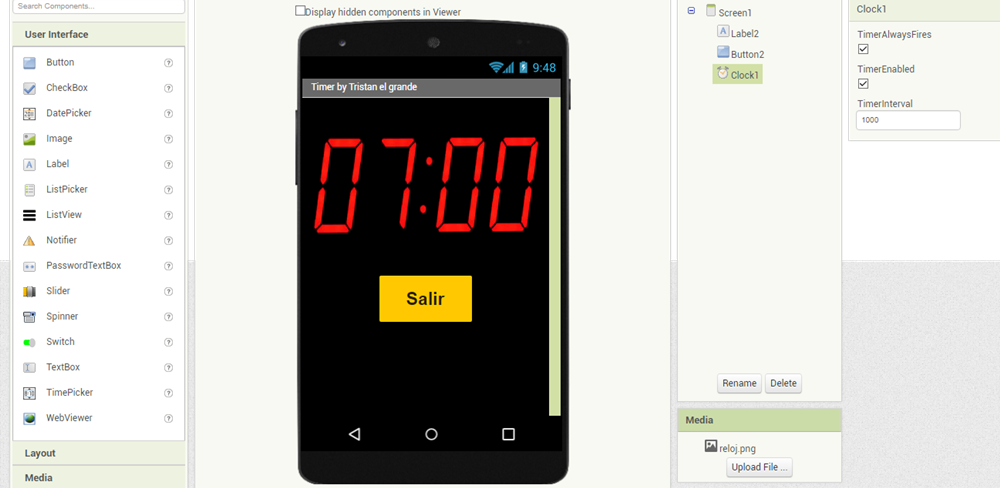 Search Components...
User Interface
Button
CheckBox
DatePicker
Image
Label
ListPicker
ListView
Notifier
PasswordTextBox
Slider
Spinner
Switch
TextBox
TimePicker
WebViewer
Layout
Media
Display hidden components in Viewer
9:48
Timer by Tristan el grande
07:00
Salir
Screen1
Label2
Button2
Clock1
Rename Delete
Media
reloj.png
Upload File ...
Clock1
TimerAlwaysFires
TimerEnabled
TimerInterval
1000